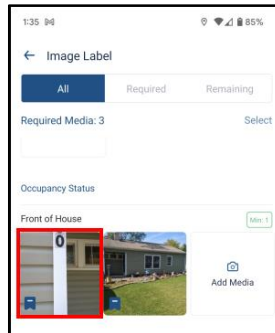 1:35 85%
← Image Label
All Required Remaining
Required Media: 3 Select
Occupancy Status
Front of House Min: 1
0
Add Media